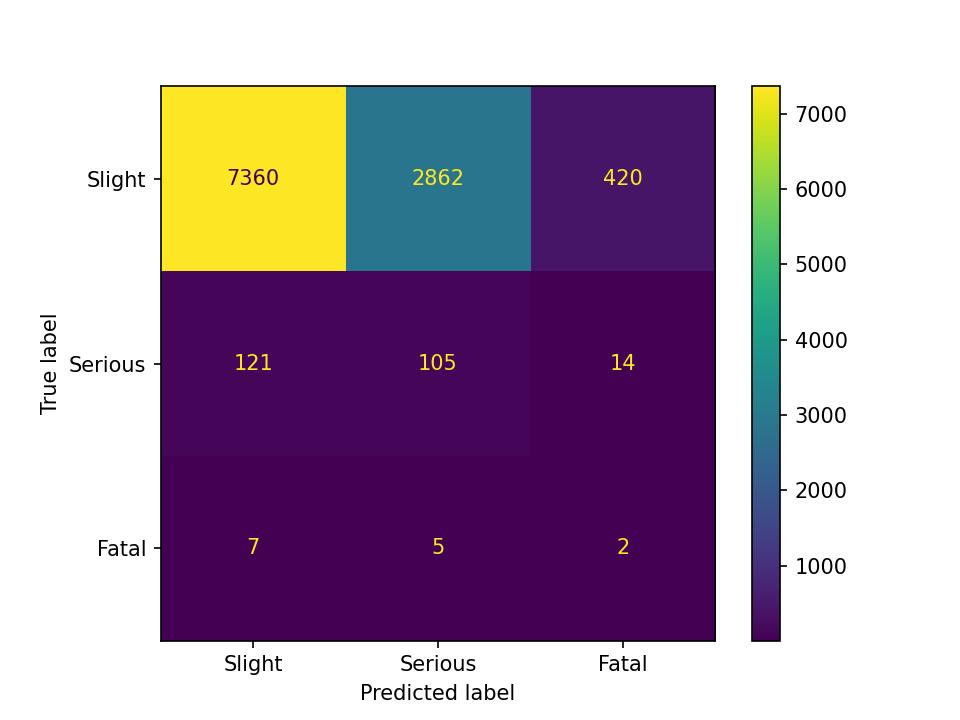 7360 2862 420
121 105 14
7 5 2
Slight
Serious
Fatal
True label
Slight Serious Fatal
Predicted label
7000
6000
5000
4000
3000
2000
1000